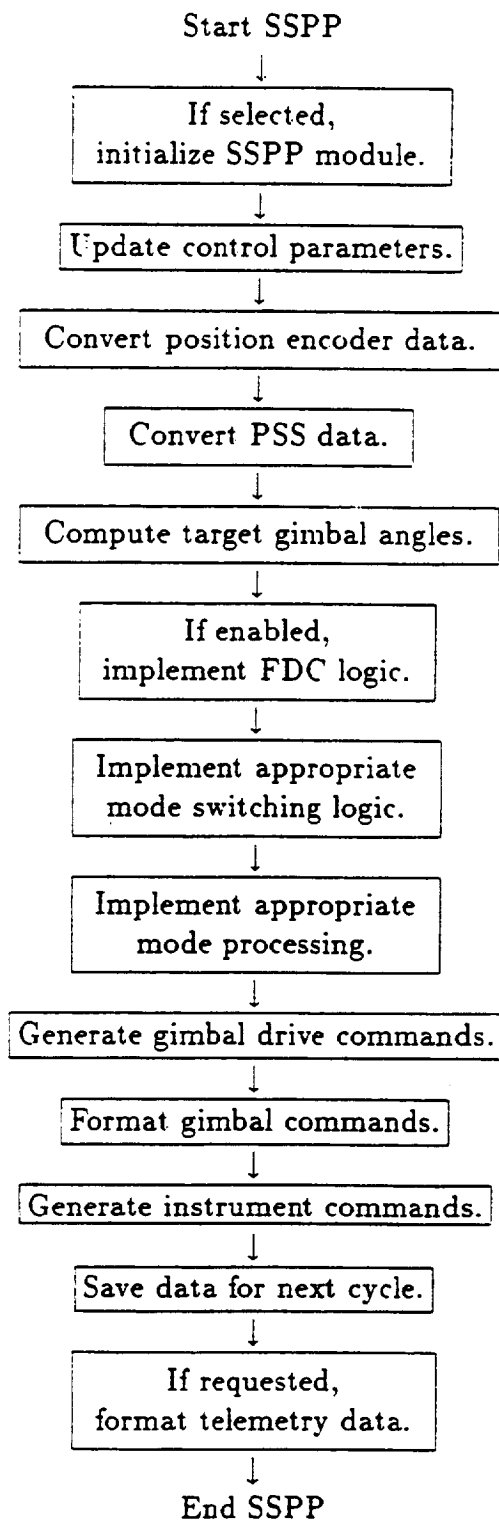 Start SSPP
If selected,
initialize SSPP module.
Update control parameters.
Convert position encoder data.
Convert PSS data.
Compute target gimbal angles.
If enabled,
implement FDC logic.
Implement appropriate
mode switching logic.
Implement appropriate
mode processing.
Generate gimbal drive commands.
Format gimbal commands.
Generate instrument commands.
Save data for next cycle.
If requested,
format telemetry data.
End SSPP